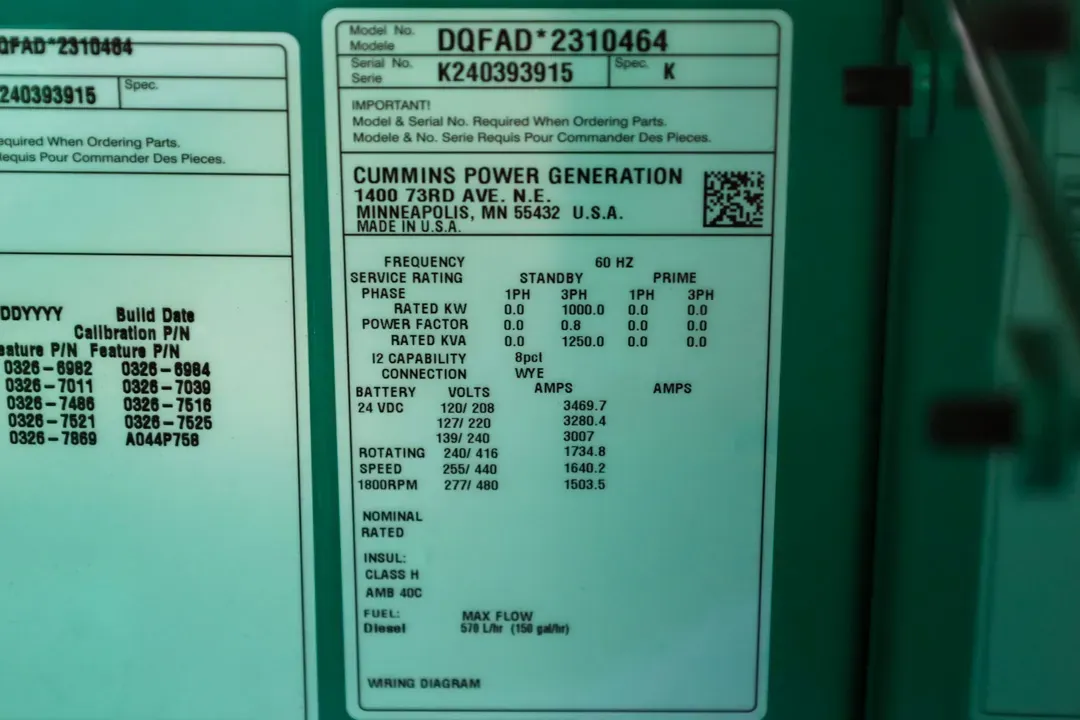 QFAD*2310464
240393915 Spec.
equired When Ordering Parts.
equis Pour Commander Des Pieces.
DDYYYY Build Date
Calibration P/N
eature P/N Feature P/N
0326-6982 0326-6984
0326-7011 0326-7039
0326-7486 0326-7516
0326-7521 0326-7525
0326-7869 A044P758
Model No.
Modele DQFAD*2310464
Serial No.
Serie K240393915 Spec. K
IMPORTANT!
Model & Serial No. Required When Ordering Parts.
Modele & No. Serie Requis Pour Commander Des Pieces.
CUMMINS POWER GENERATION
1400 73RD AVE. N.E.
MINNEAPOLIS, MN 55432 U.S.A.
MADE IN U.S.A.
FREQUENCY 60 HZ
SERVICE RATING STANDBY PRIME
PHASE 1PH 3PH 1PH 3PH
RATED KW 0.0 1000.0 0.0 0.0
POWER FACTOR 0.0 0.8 0.0 0.0
RATED KVA 0.0 1250.0 0.0 0.0
I2 CAPABILITY 8pct
CONNECTION WYE
BATTERY VOLTS AMPS AMPS
24 VDC 120/ 208 3469.7
127/ 220 3280.4
139/ 240 3007
ROTATING 240/ 416 1734.8
SPEED 255/ 440 1640.2
1800RPM 277/ 480 1503.5
NOMINAL
RATED
INSUL:
CLASS H
AMB 40C
FUEL: MAX FLOW
Diesel 570 L/hr (150 gal/hr)
WIRING DIAGRAM